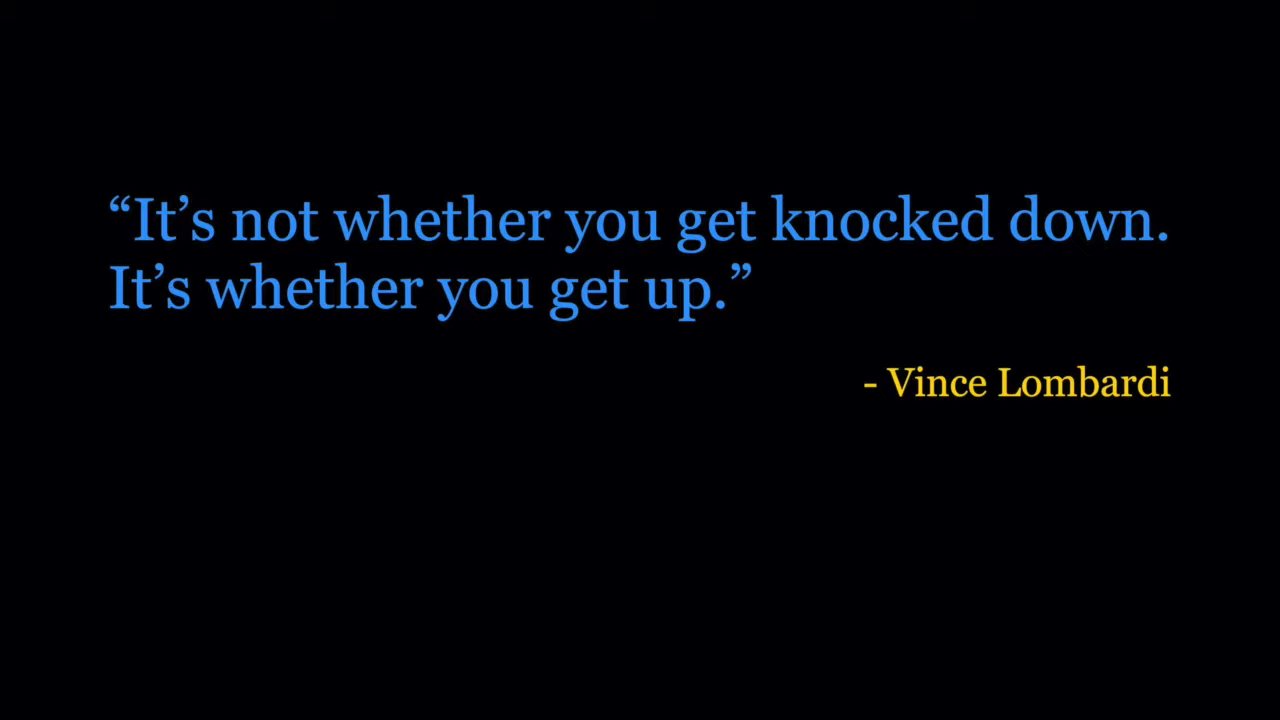 “It’s not whether you get knocked down.
It’s whether you get up.”
- Vince Lombardi